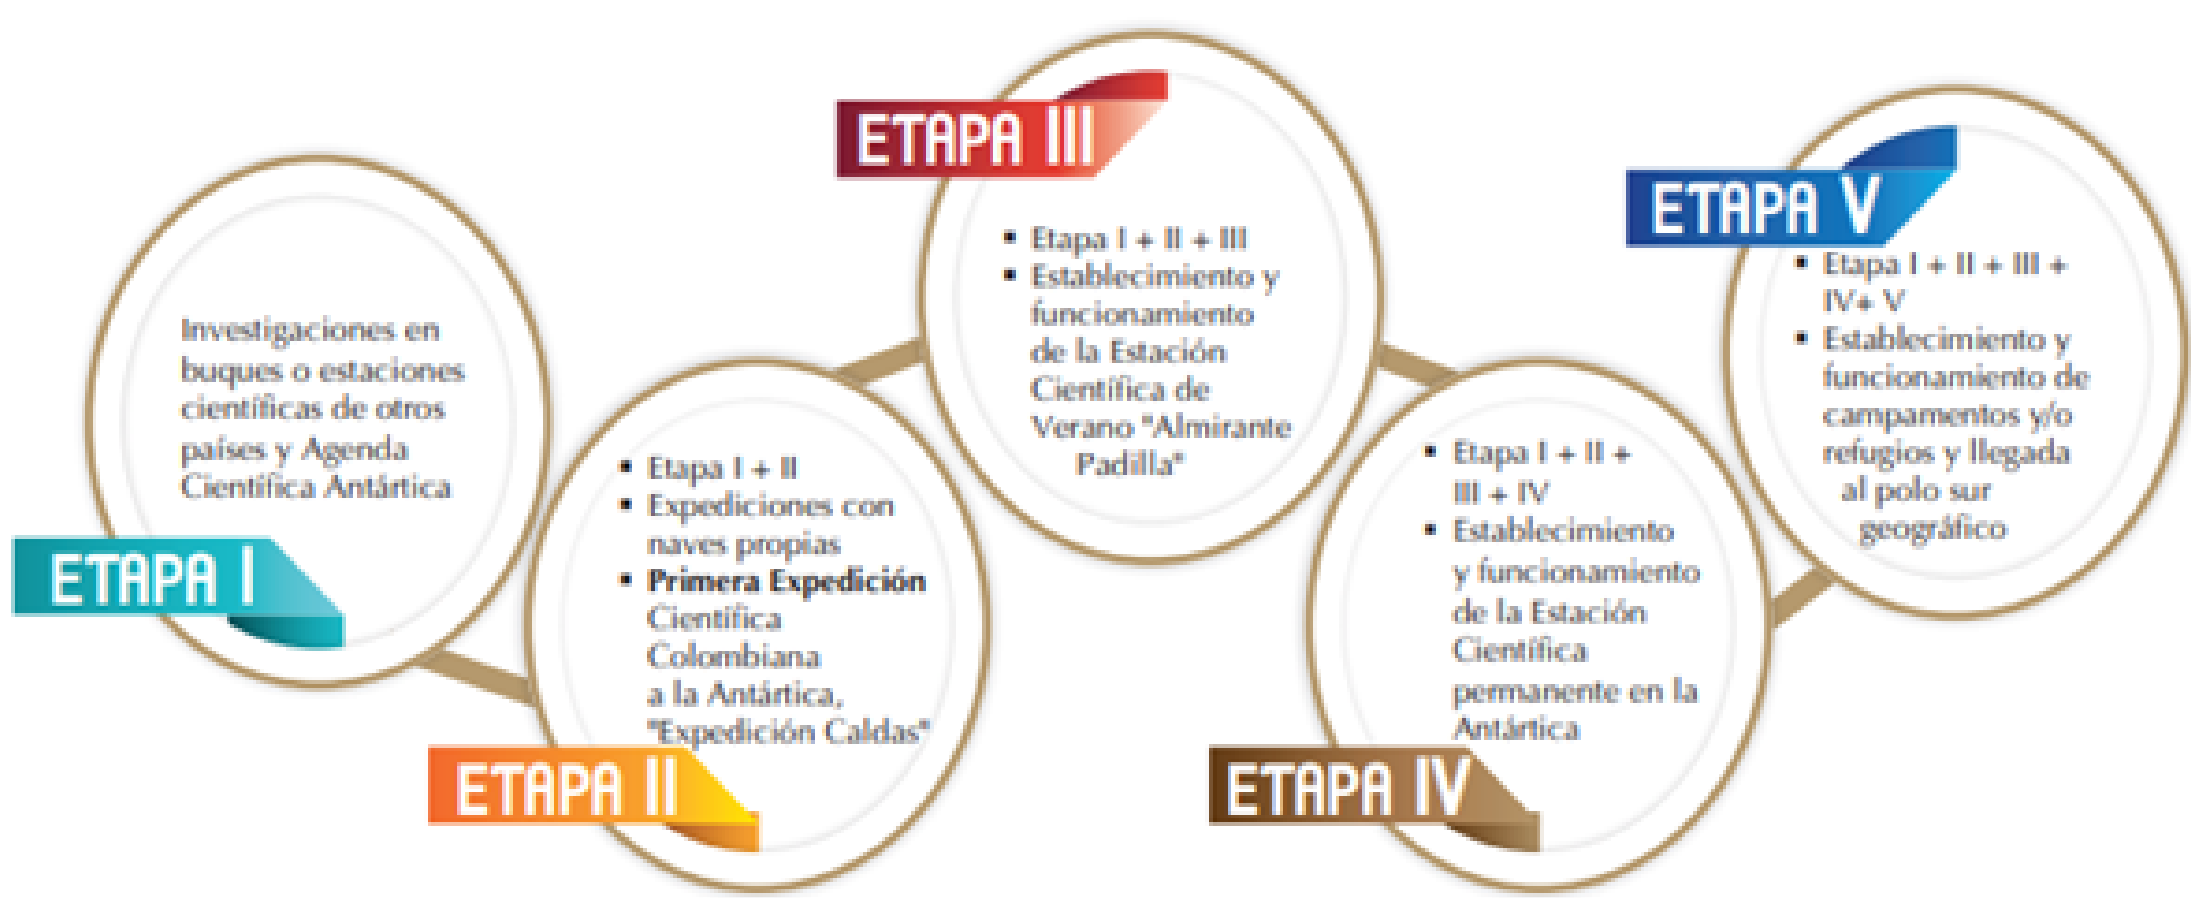 Investigaciones en
buques o estaciones
científicas de otros
países y Agenda
Científica Antártica
ETAPA I
▪ Etapa I + II
▪ Expediciones con
naves propias
▪ Primera Expedición
Científica
Colombiana
a la Antártica,
"Expedición Caldas"
ETAPA II
ETAPA III
▪ Etapa I + II + III
▪ Establecimiento y
funcionamiento
de la Estación
Científica de
Verano "Almirante
Padilla"
▪ Etapa I + II +
III + IV
▪ Establecimiento
y funcionamiento
de la Estación
Científica
permanente en la
Antártica
ETAPA IV
ETAPA V
▪ Etapa I + II + III +
IV+ V
▪ Establecimiento y
funcionamiento de
campamentos y/o
refugios y llegada
al polo sur
geográfico